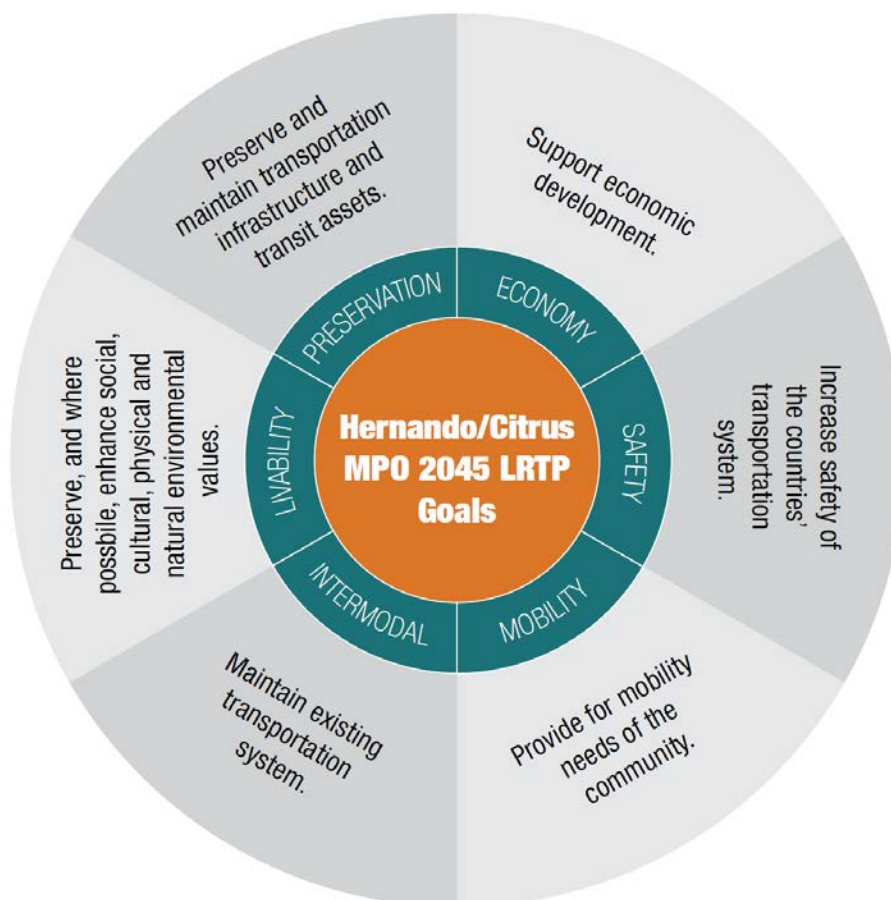 Hernando/Citrus
MPO 2045 LRTP
Goals
ECONOMY
Support economic
development.
SAFETY
Increase safety of
the countries'
transportation
system.
MOBILITY
Provide for mobility
needs of the
community.
INTERMODAL
Maintain existing
transportation
system.
LIVABILITY
Preserve, and where
possbile, enhance social,
cultural, physical and
natural environmental
values.
PRESERVATION
Preserve and
maintain transportation
infrastructure and
transit assets.